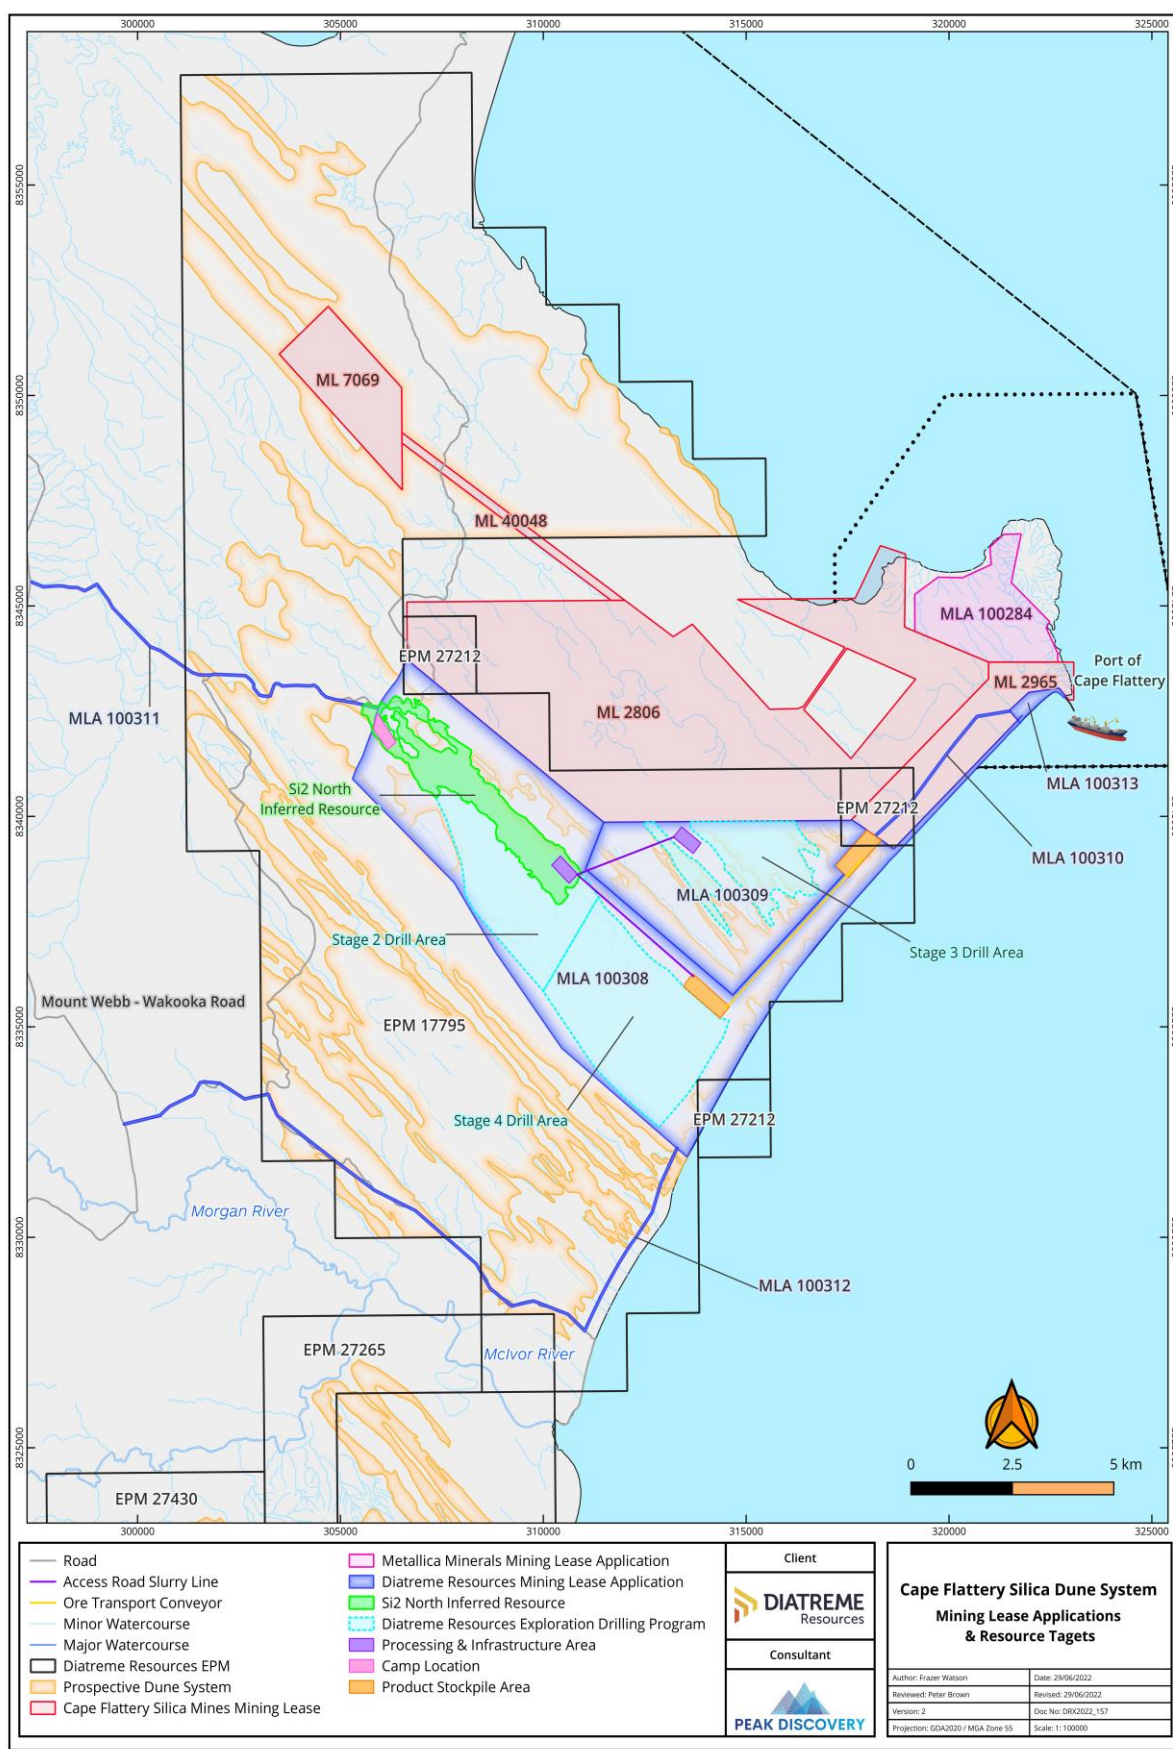 300000 305000 310000 315000 320000 325000
8355000
8350000
8345000
8340000
8335000
8330000
8325000
ML 7069
ML 40048
MLA 100284
EPM 27212
Port of
Cape Flattery
ML 2965
ML 2806
MLA 100311
MLA 100313
Si2 North
Inferred Resource
EPM 27212
MLA 100310
MLA 100309
Stage 2 Drill Area
Stage 3 Drill Area
MLA 100308
Mount Webb - Wakooka Road
EPM 17795
Stage 4 Drill Area
EPM 27212
Morgan River
MLA 100312
EPM 27265
McIvor River
0 2.5 5 km
EPM 27430
300000 305000 310000 315000 320000 325000
Road
Access Road Slurry Line
Ore Transport Conveyor
Minor Watercourse
Major Watercourse
Diatreme Resources EPM
Prospective Dune System
Cape Flattery Silica Mines Mining Lease
Metallica Minerals Mining Lease Application
Diatreme Resources Mining Lease Application
Si2 North Inferred Resource
Diatreme Resources Exploration Drilling Program
Processing & Infrastructure Area
Camp Location
Product Stockpile Area
Client
DIATREME
Resources
Consultant
PEAK DISCOVERY
Cape Flattery Silica Dune System
Mining Lease Applications
& Resource Tagets
Author: Frazer Watson Date: 29/06/2022
Reviewed: Peter Brown Revised: 29/06/2022
Version: 2 Doc No: DRX2022_157
Projection: GDA2020 / MGA Zone 55 Scale: 1: 100000